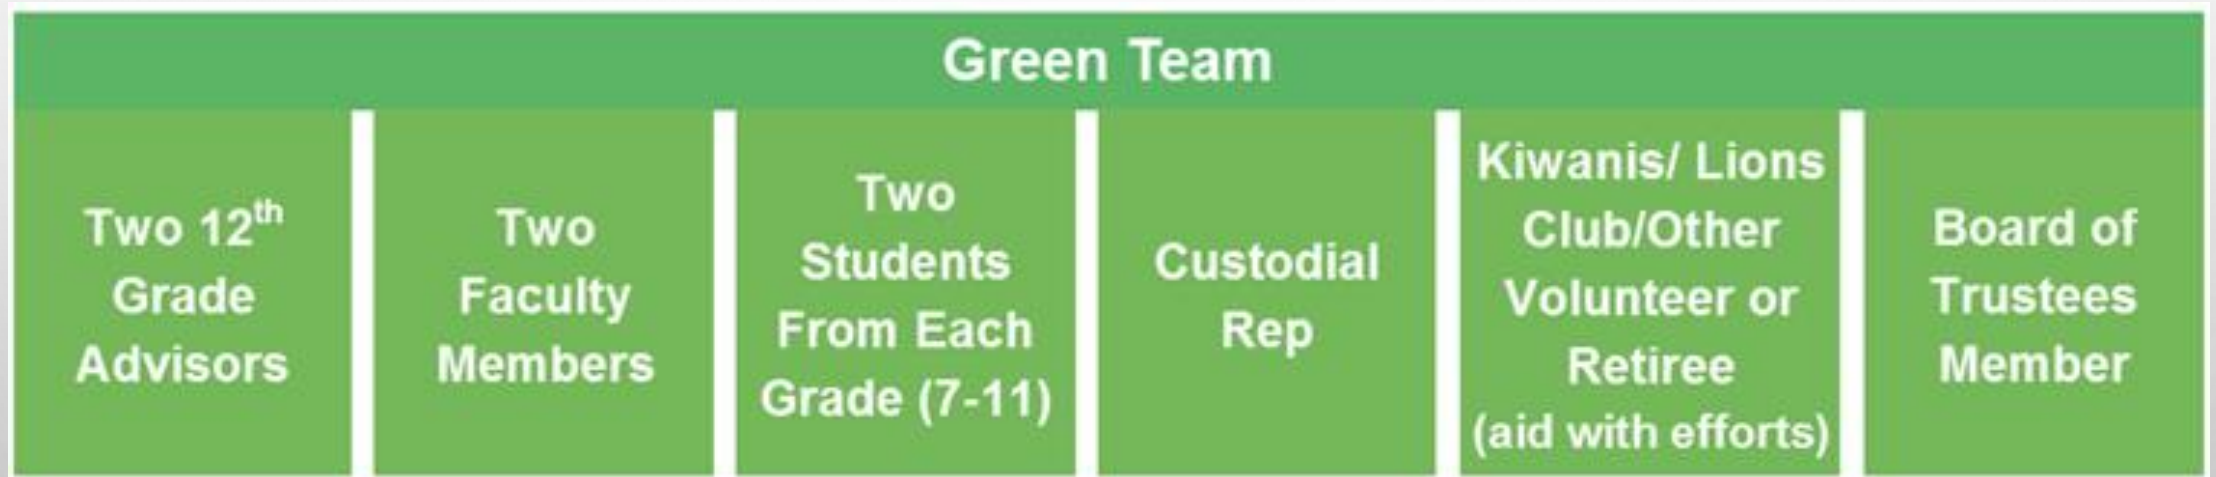 Green Team
Two 12th
Grade
Advisors
Two
Faculty
Members
Two
Students
From Each
Grade (7-11)
Custodial
Rep
Kiwanis/ Lions
Club/Other
Volunteer or
Retiree
(aid with efforts)
Board of
Trustees
Member